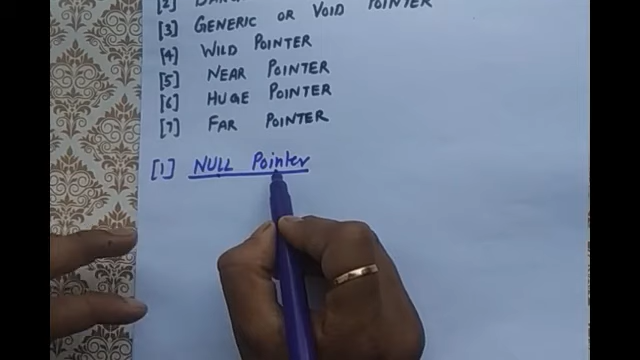 [2]
[3] GENERIC OR VOID POINTER
[4] WILD POINTER
[5] NEAR POINTER
[6] HUGE POINTER
[7] FAR POINTER
[1] NULL Pointer